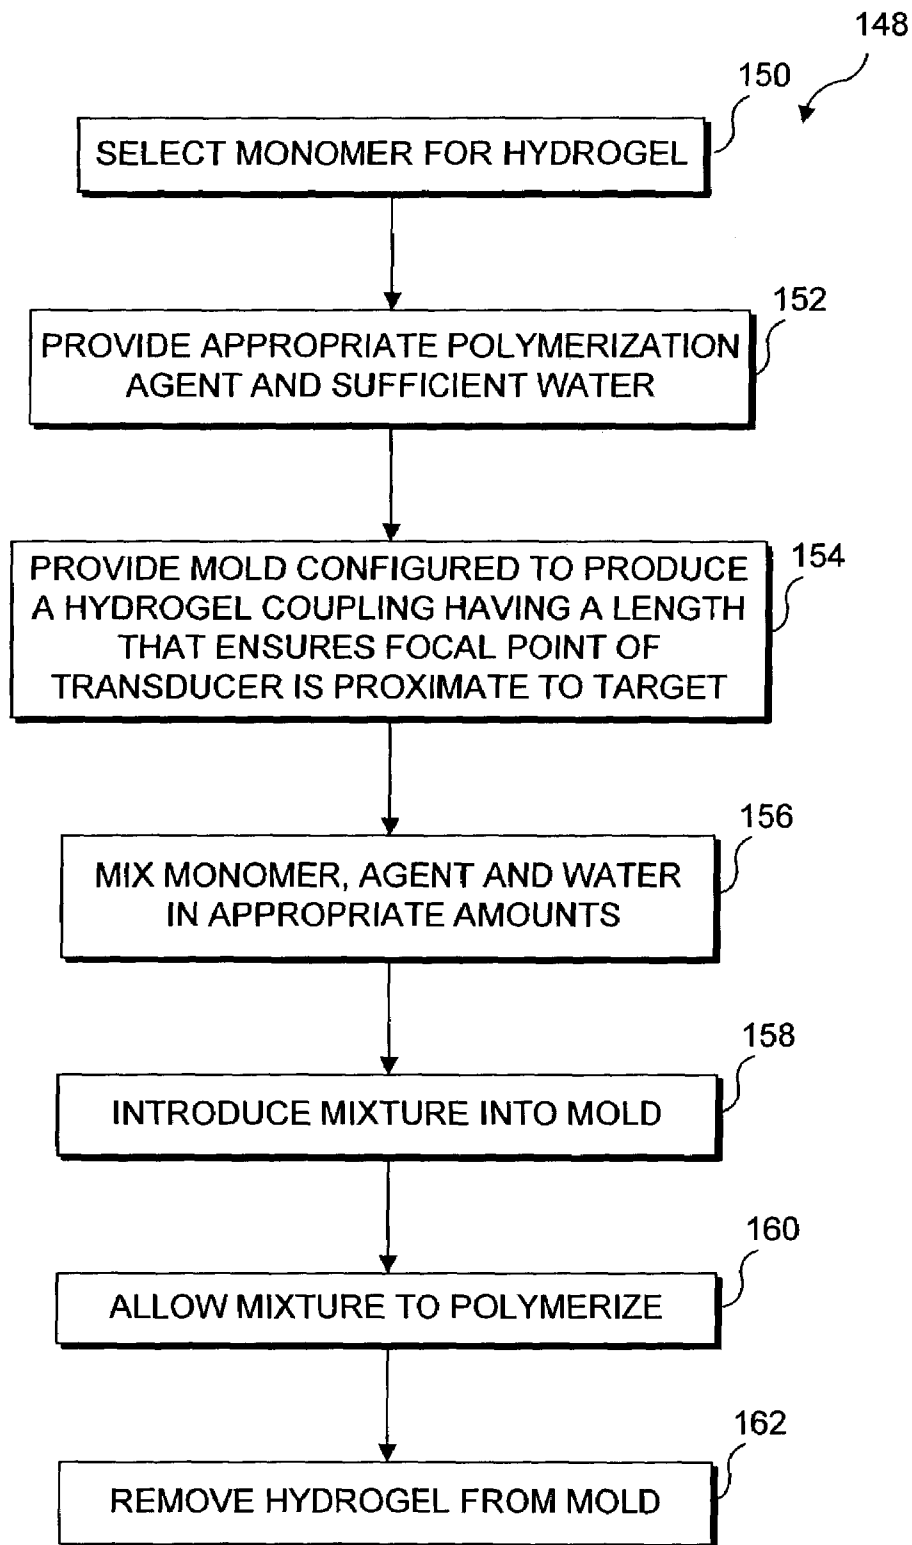 148
150
SELECT MONOMER FOR HYDROGEL
152
PROVIDE APPROPRIATE POLYMERIZATION
AGENT AND SUFFICIENT WATER
154
PROVIDE MOLD CONFIGURED TO PRODUCE
A HYDROGEL COUPLING HAVING A LENGTH
THAT ENSURES FOCAL POINT OF
TRANSDUCER IS PROXIMATE TO TARGET
156
MIX MONOMER, AGENT AND WATER
IN APPROPRIATE AMOUNTS
158
INTRODUCE MIXTURE INTO MOLD
160
ALLOW MIXTURE TO POLYMERIZE
162
REMOVE HYDROGEL FROM MOLD